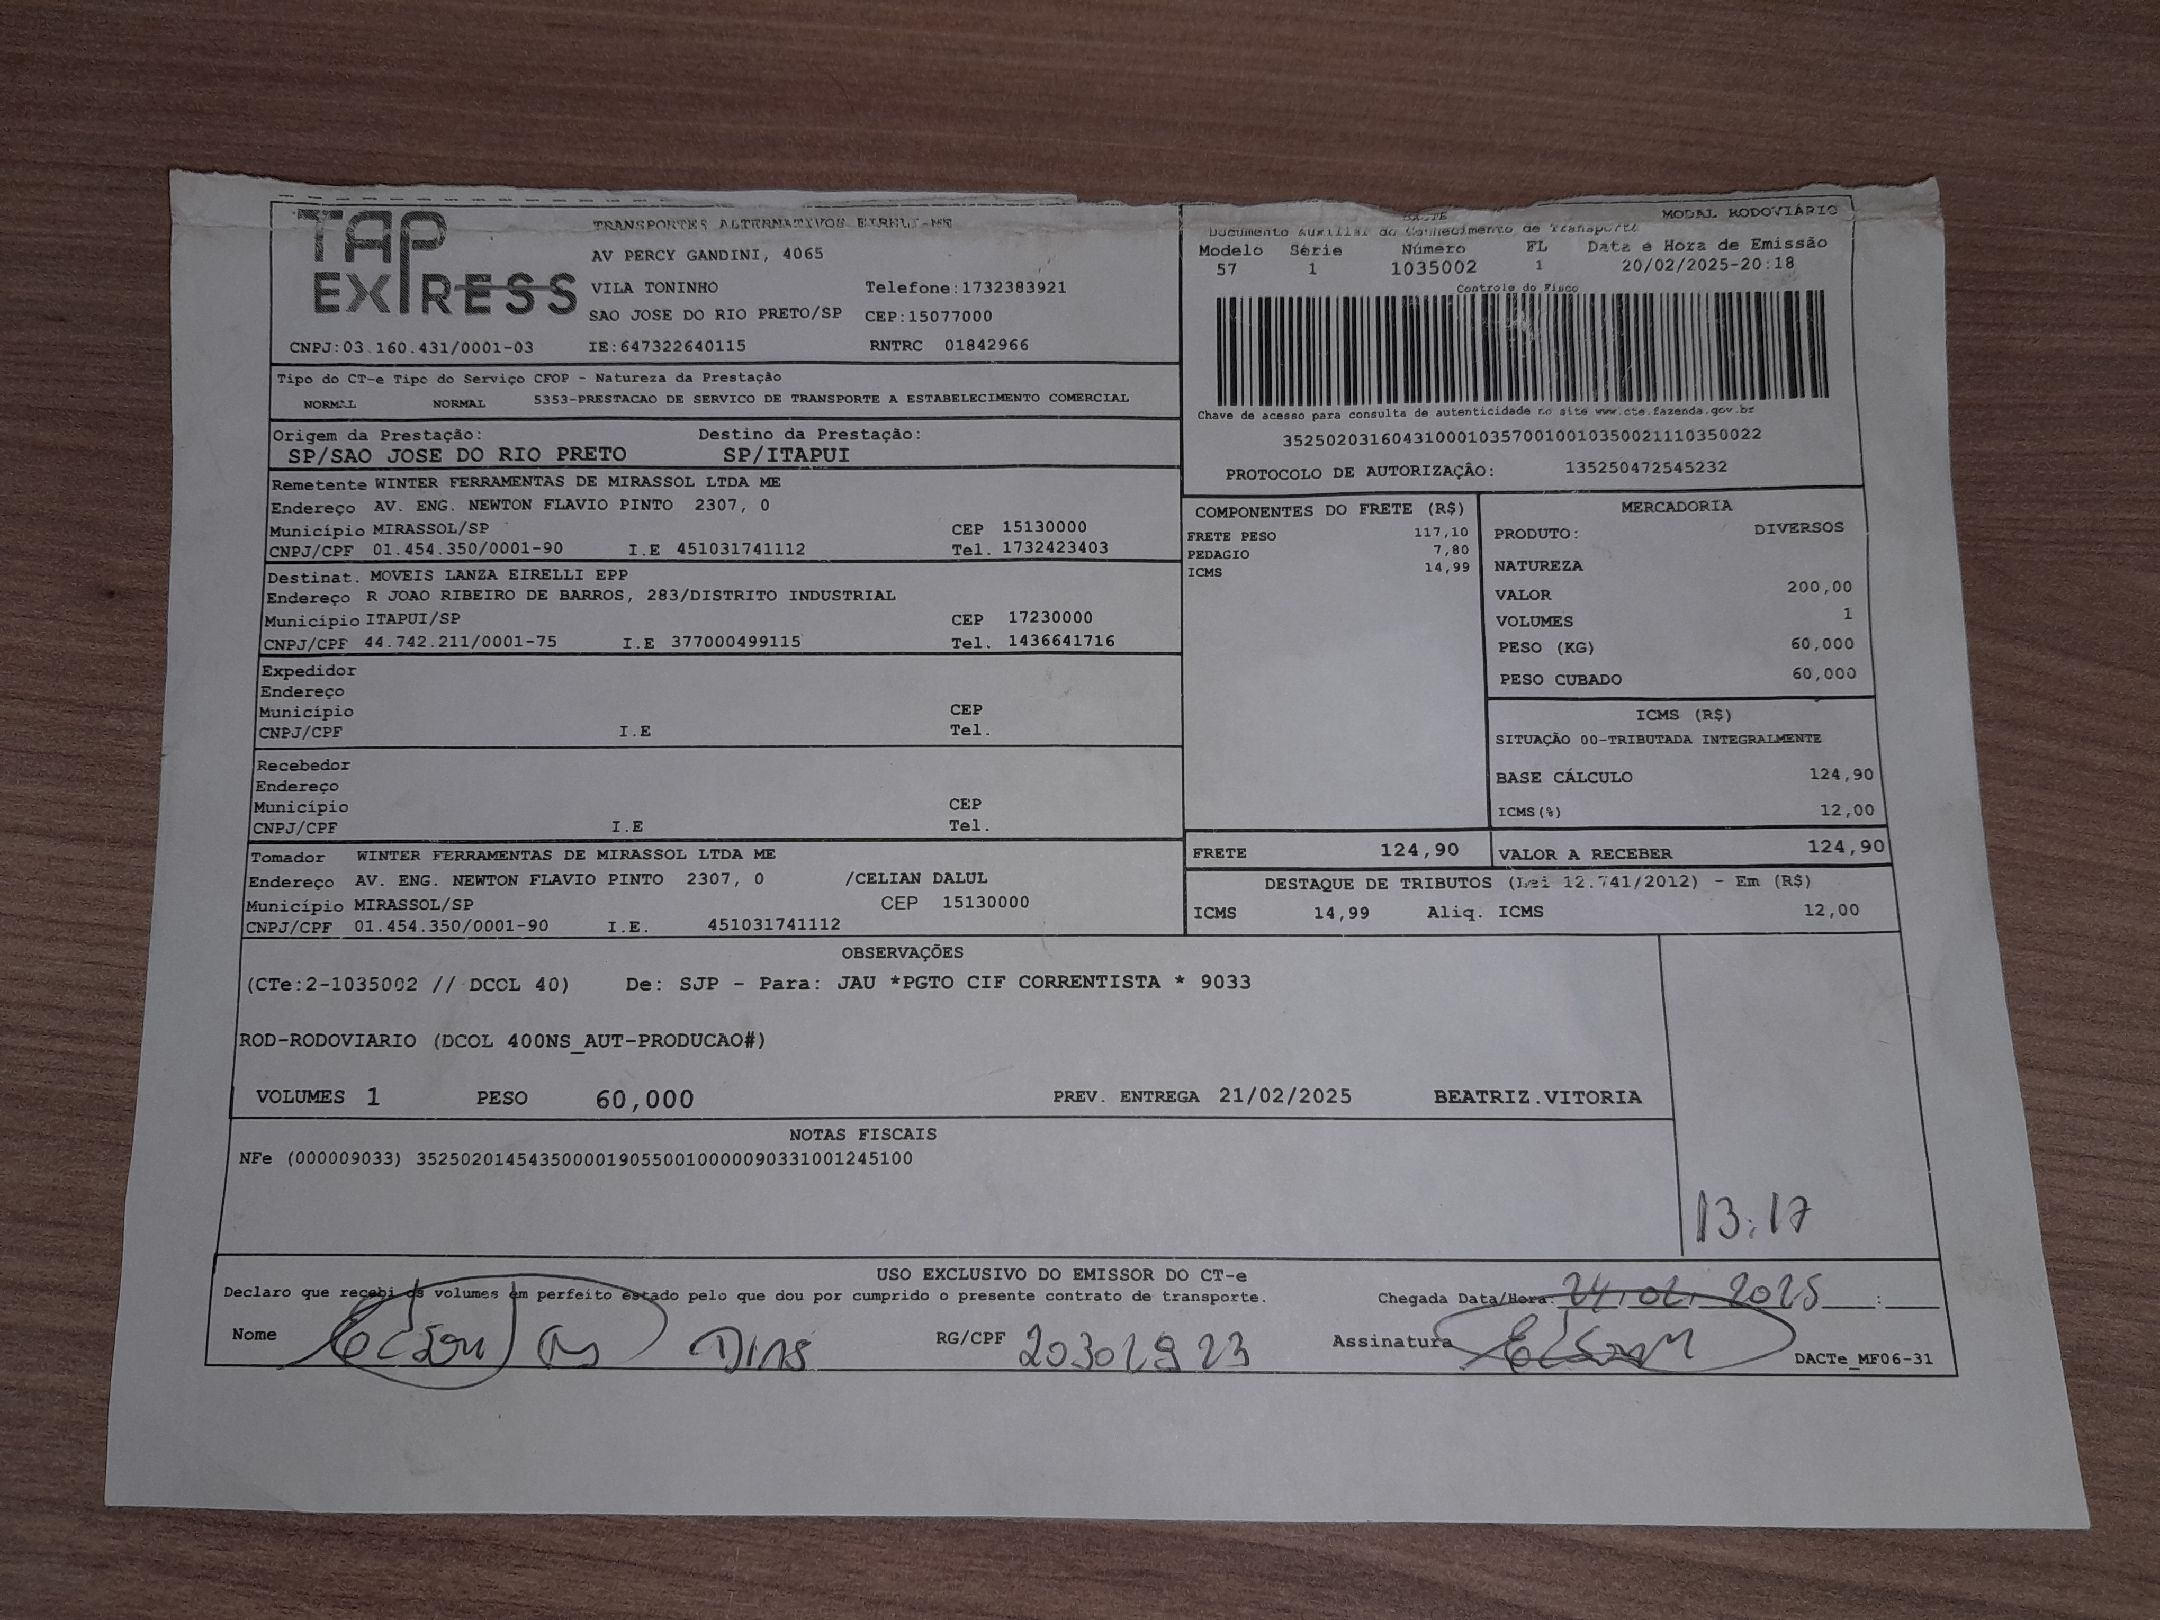 TAP EXPRESS
TRANSPORTES ALTERNATIVOS EIRELI-ME
AV PERCY GANDINI, 4065
VILA TONINHO Telefone:1732383921
SAO JOSE DO RIO PRETO/SP CEP:15077000
CNPJ:03.160.431/0001-03 IE:647322640115 RNTRC 01842966
MODAL RODOVIÁRIO
Documento Auxiliar do Conhecimento de Transporte
Modelo Série Número FL Data e Hora de Emissão
57 1 1035002 1 20/02/2025-20:18
Controle do Fisco
Chave de acesso para consulta de autenticidade no site www.cte.fazenda.gov.br
35250203160431000103570010010350021110350022
PROTOCOLO DE AUTORIZAÇÃO: 135250472545232
Tipo do CT-e Tipo do Serviço CFOP - Natureza da Prestação
NORMAL NORMAL 5353-PRESTACAO DE SERVICO DE TRANSPORTE A ESTABELECIMENTO COMERCIAL
Origem da Prestação: Destino da Prestação:
SP/SAO JOSE DO RIO PRETO SP/ITAPUI
Remetente WINTER FERRAMENTAS DE MIRASSOL LTDA ME
Endereço AV. ENG. NEWTON FLAVIO PINTO 2307, 0
Município MIRASSOL/SP CEP 15130000
CNPJ/CPF 01.454.350/0001-90 I.E 451031741112 Tel. 1732423403
Destinat. MOVEIS LANZA EIRELLI EPP
Endereço R JOAO RIBEIRO DE BARROS, 283/DISTRITO INDUSTRIAL
Município ITAPUI/SP CEP 17230000
CNPJ/CPF 44.742.211/0001-75 I.E 377000499115 Tel. 1436641716
Expedidor
Endereço
Município CEP
CNPJ/CPF I.E Tel.
Recebedor
Endereço
Município CEP
CNPJ/CPF I.E Tel.
Tomador WINTER FERRAMENTAS DE MIRASSOL LTDA ME
Endereço AV. ENG. NEWTON FLAVIO PINTO 2307, 0 /CELIAN DALUL
Município MIRASSOL/SP CEP 15130000
CNPJ/CPF 01.454.350/0001-90 I.E. 451031741112
COMPONENTES DO FRETE (R$)
FRETE PESO 117,10
PEDAGIO 7,80
ICMS 14,99
MERCADORIA
PRODUTO: DIVERSOS
NATUREZA
VALOR 200,00
VOLUMES 1
PESO (KG) 60,000
PESO CUBADO 60,000
ICMS (R$)
SITUAÇÃO 00-TRIBUTADA INTEGRALMENTE
BASE CÁLCULO 124,90
ICMS(%) 12,00
FRETE 124,90 VALOR A RECEBER 124,90
DESTAQUE DE TRIBUTOS (Lei 12.741/2012) - Em (R$)
ICMS 14,99 Aliq. ICMS 12,00
OBSERVAÇÕES
(CTe:2-1035002 // DCOL 40) De: SJP - Para: JAU *PGTO CIF CORRENTISTA * 9033
ROD-RODOVIARIO (DCOL 400NS_AUT-PRODUCAO#)
VOLUMES 1 PESO 60,000 PREV. ENTREGA 21/02/2025 BEATRIZ.VITORIA
NOTAS FISCAIS
NFe (000009033) 35250201454350000190550010000090331001245100
13:17
USO EXCLUSIVO DO EMISSOR DO CT-e
Declaro que recebi os volumes em perfeito estado pelo que dou por cumprido o presente contrato de transporte. Chegada Data/Hora: 24,02,2025 :
Nome Edson M Dias RG/CPF 20301923 Assinatura Edson M
DACTe_MF06-31